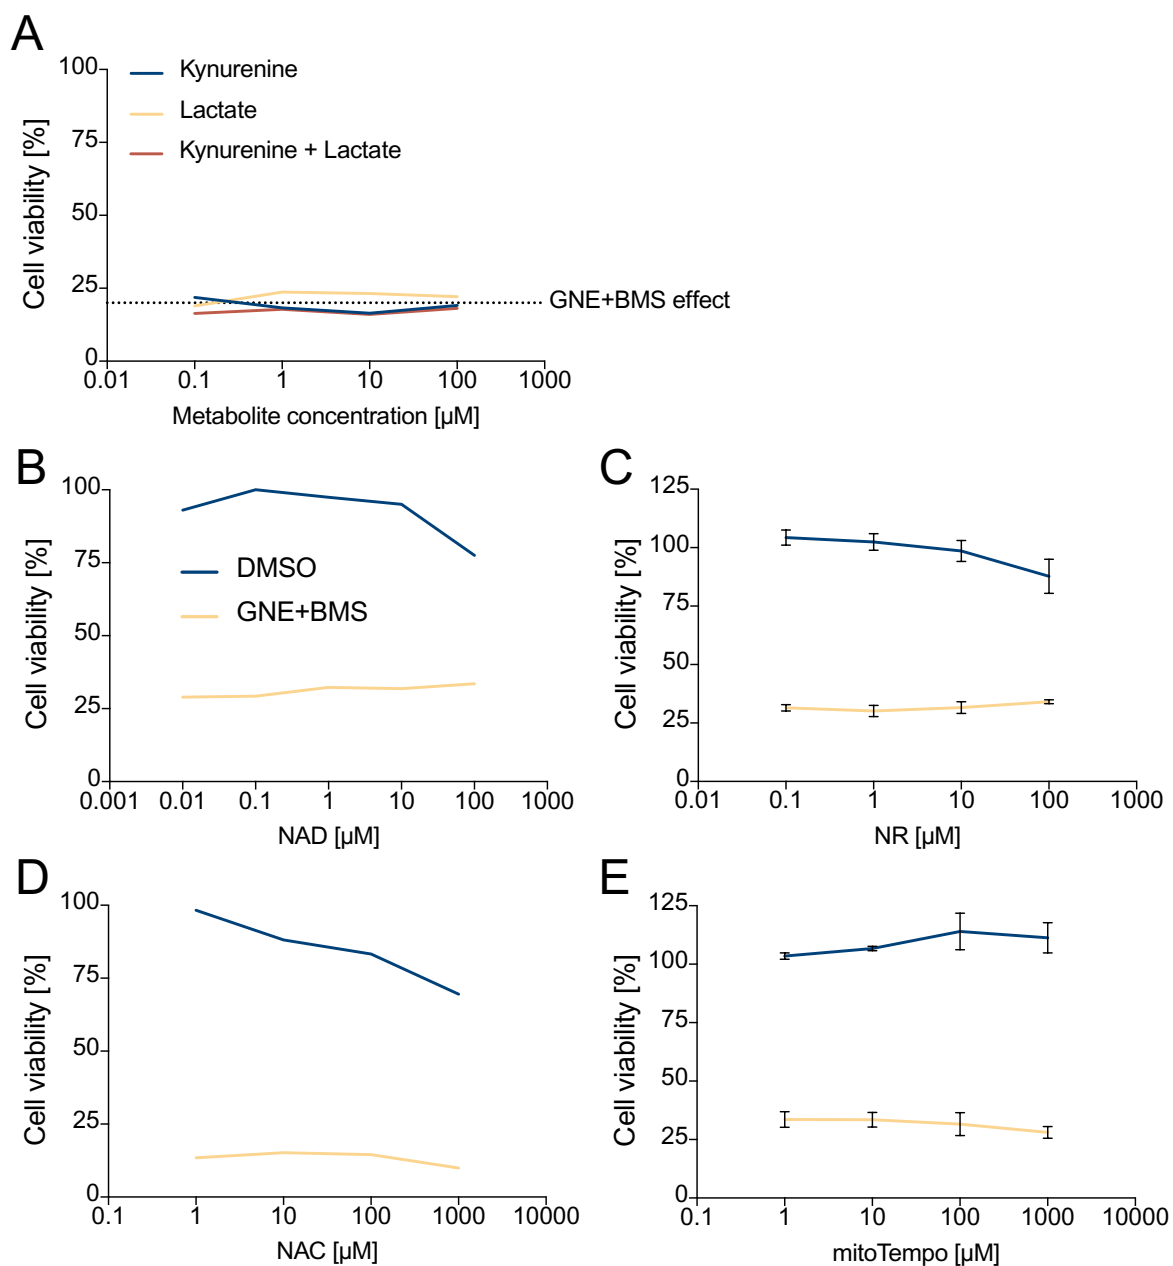 A
100
Kynurenine
Lactate
75
Kynurenine + Lactate
Cell viability [%]
50
25
GNE+BMS effect
0
0.01 0.1 1 10 100 1000
Metabolite concentration [µM]
B
100
75
DMSO
GNE+BMS
Cell viability [%]
50
25
0
0.001 0.01 0.1 1 10 100 1000
NAD [µM]
C
125
100
75
Cell viability [%]
50
25
0
0.01 0.1 1 10 100 1000
NR [µM]
D
100
75
Cell viability [%]
50
25
0
0.1 1 10 100 1000 10000
NAC [µM]
E
125
100
75
Cell viability [%]
50
25
0
0.1 1 10 100 1000 10000
mitoTempo [µM]